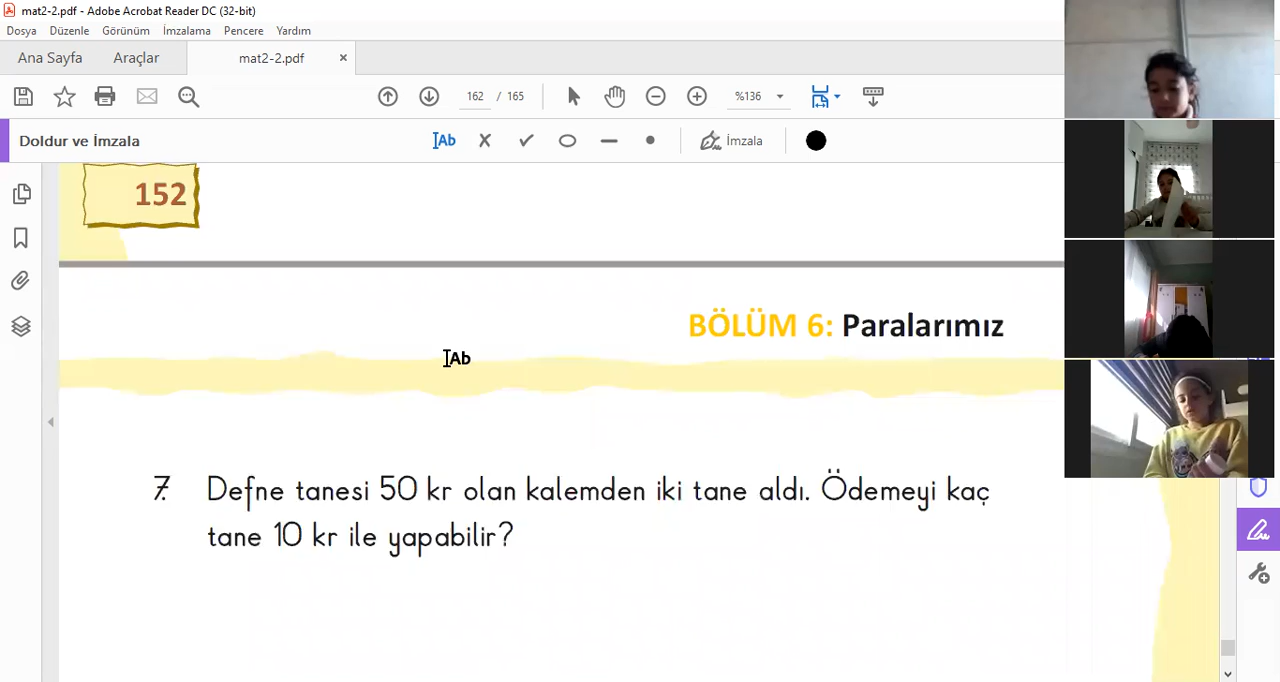 mat2-2.pdf - Adobe Acrobat Reader DC (32-bit)
Dosya Düzenle Görünüm İmzalama Pencere Yardım
Ana Sayfa Araçlar mat2-2.pdf ×
162 / 165 %136
Doldur ve İmzala Ab İmzala
152
BÖLÜM 6: Paralarımız
Ab
7. Defne tanesi 50 kr olan kalemden iki tane aldı. Ödemeyi kaç
tane 10 kr ile yapabilir?